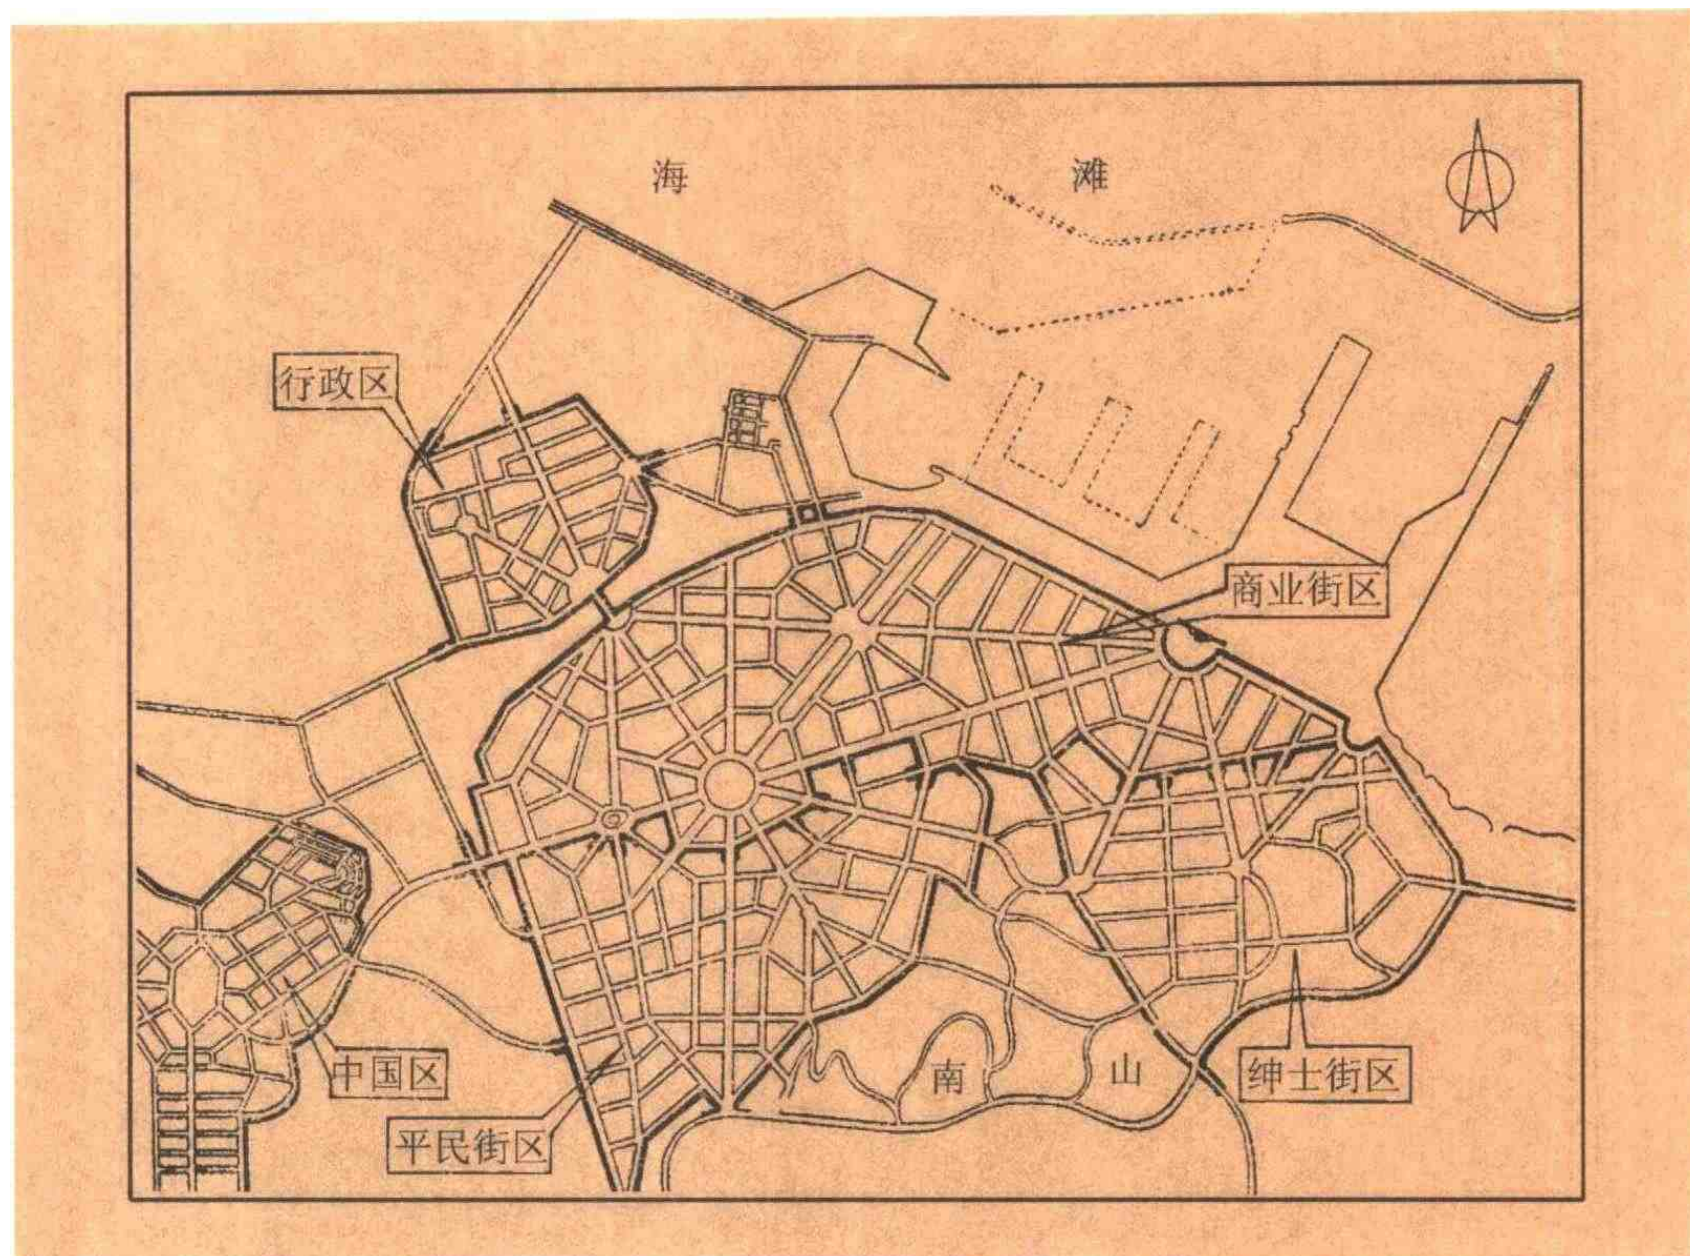 海 滩
行政区
商业街区
中国区
南 山
绅士街区
平民街区